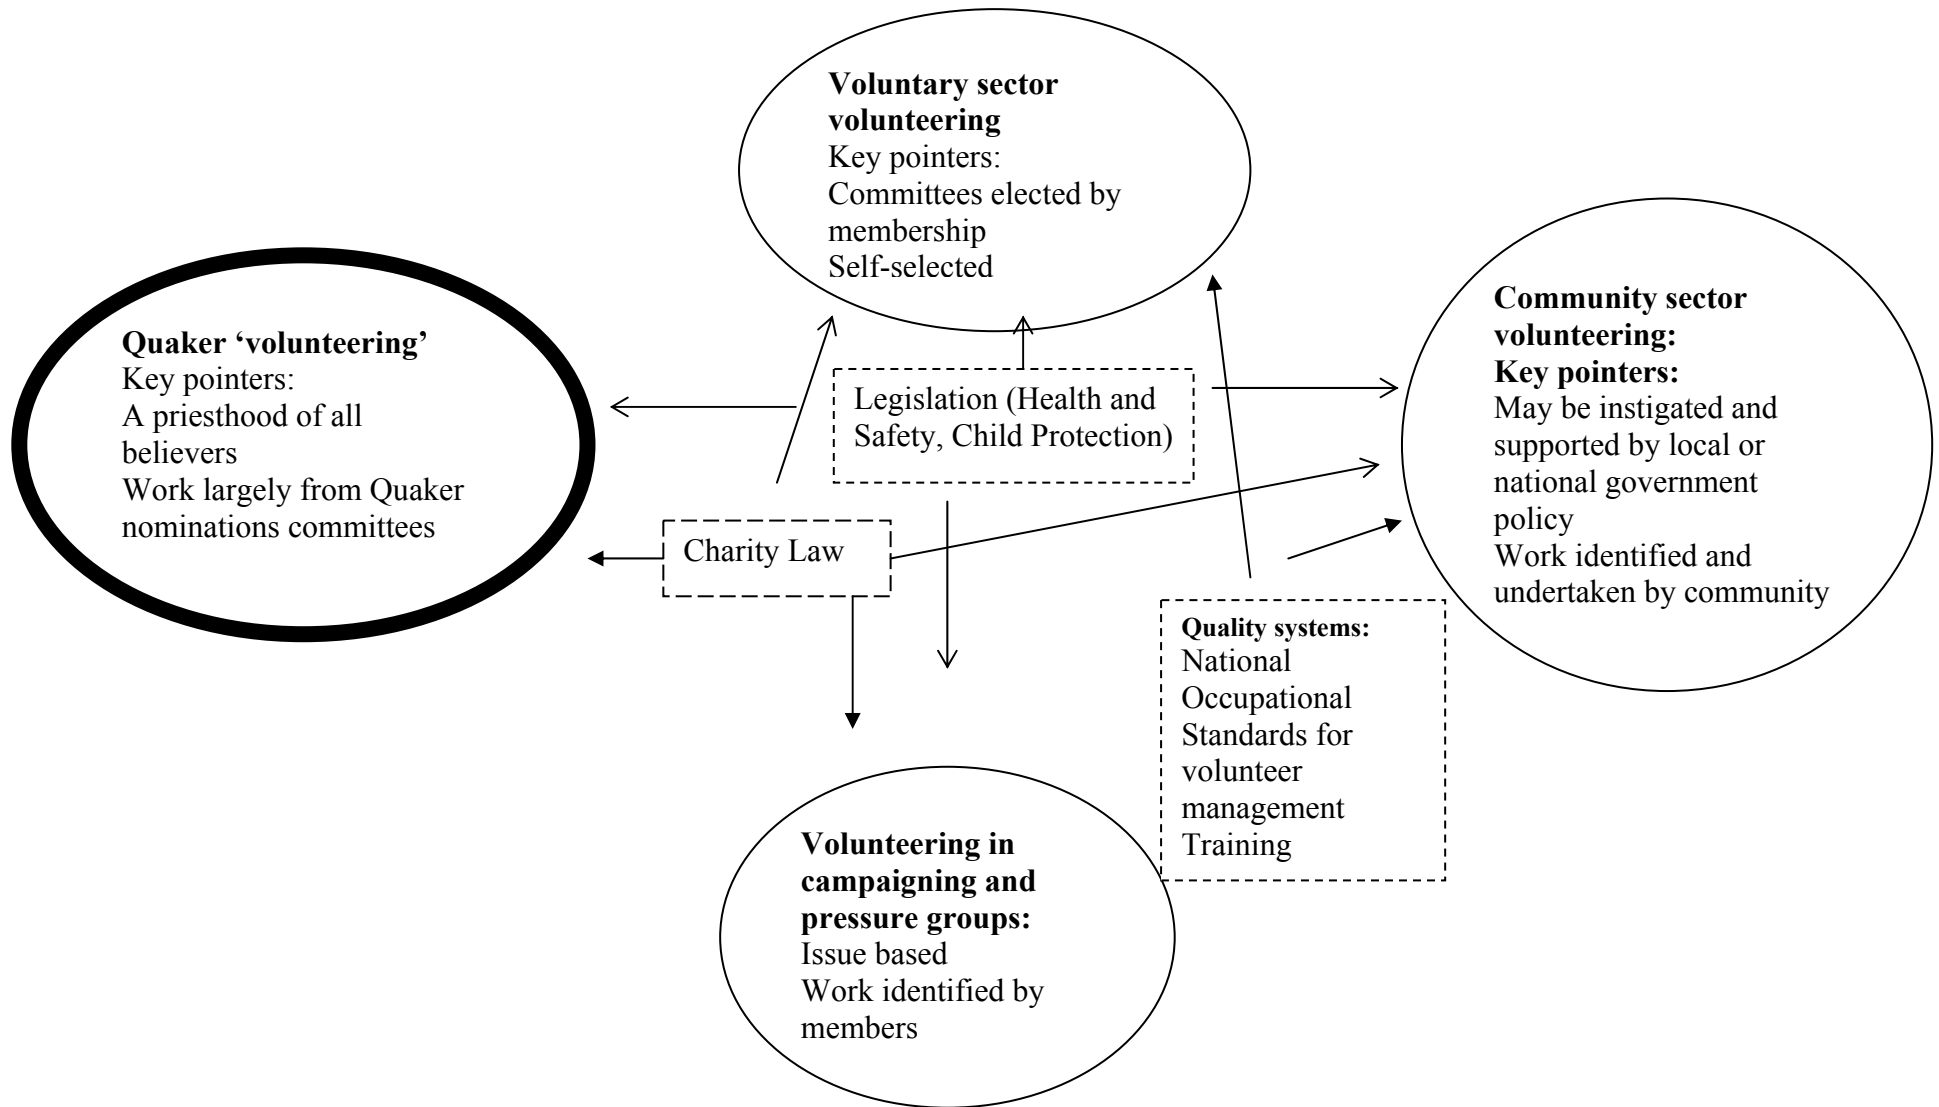 Voluntary sector
volunteering
Key pointers:
Committees elected by
membership
Self-selected
Quaker ‘volunteering’
Key pointers:
A priesthood of all
believers
Work largely from Quaker
nominations committees
Legislation (Health and
Safety, Child Protection)
Charity Law
Community sector
volunteering:
Key pointers:
May be instigated and
supported by local or
national government
policy
Work identified and
undertaken by community
Quality systems:
National
Occupational
Standards for
volunteer
management
Training
Volunteering in
campaigning and
pressure groups:
Issue based
Work identified by
members